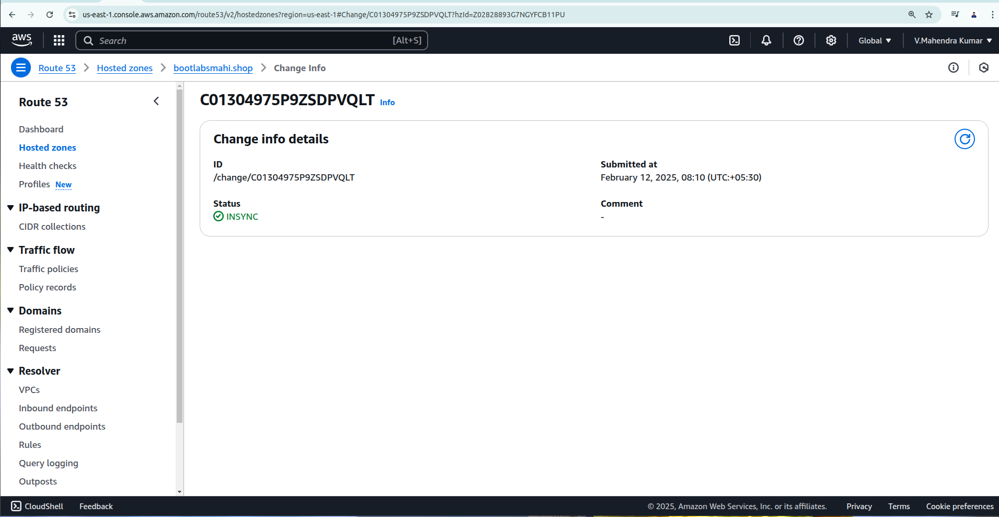 us-east-1.console.aws.amazon.com/route53/v2/hostedzones?region=us-east-1#Change/C01304975P9ZSDPVQLT?hzId=Z02828893G7NGYFCB11PU
aws Search [Alt+S] Global V.Mahendra Kumar
Route 53 Hosted zones bootlabsmahi.shop Change Info
Route 53
Dashboard
Hosted zones
Health checks
Profiles New
IP-based routing
CIDR collections
Traffic flow
Traffic policies
Policy records
Domains
Registered domains
Requests
Resolver
VPCs
Inbound endpoints
Outbound endpoints
Rules
Query logging
Outposts
C01304975P9ZSDPVQLT Info
Change info details
ID
/change/C01304975P9ZSDPVQLT
Submitted at
February 12, 2025, 08:10 (UTC:+05:30)
Status
INSYNC
Comment
-
CloudShell Feedback © 2025, Amazon Web Services, Inc. or its affiliates. Privacy Terms Cookie preferences